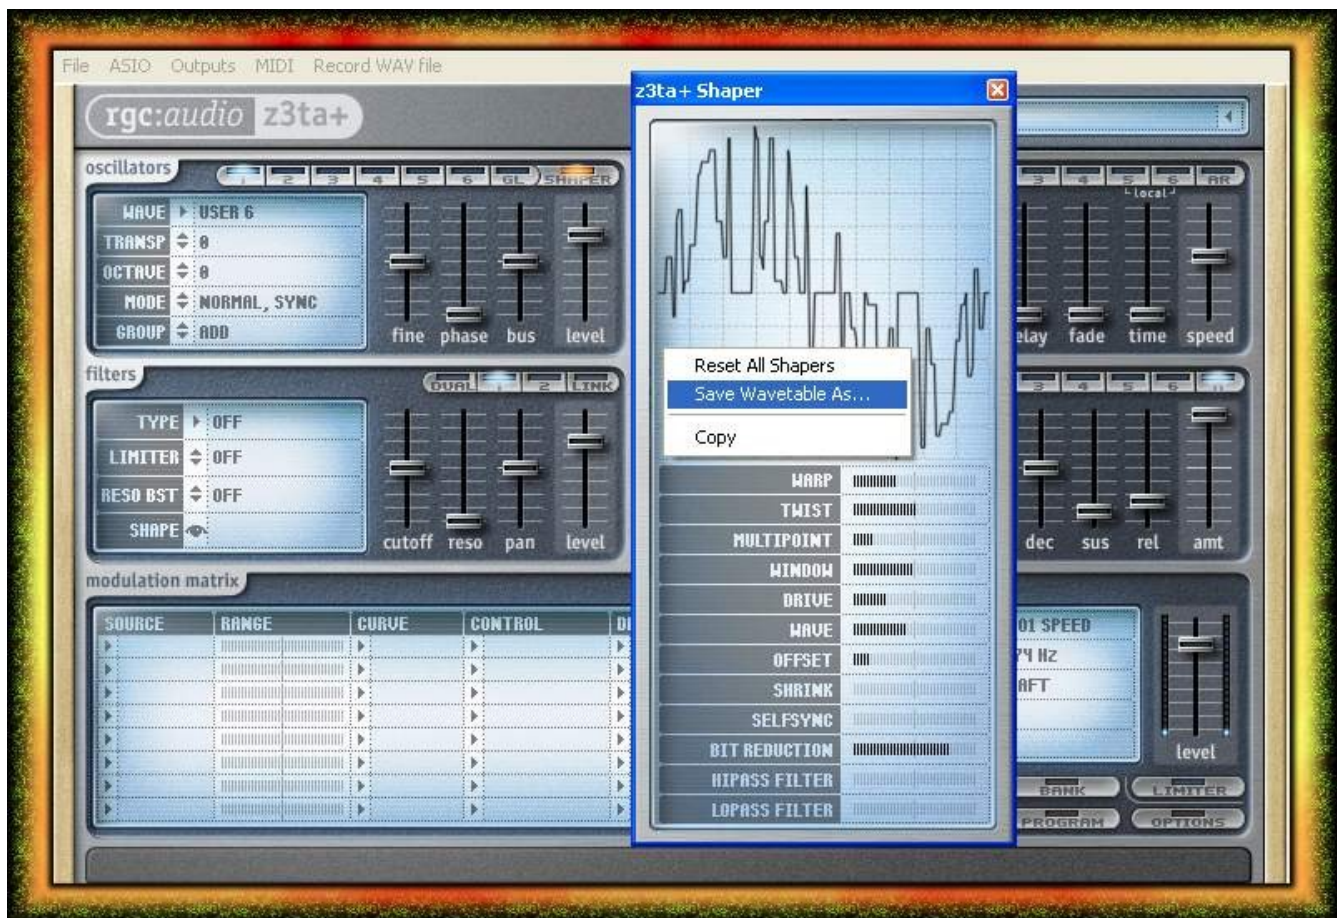 File ASIO Outputs MIDI Record WAV file
z3ta+ Shaper
rgc:audio z3ta+
oscillators
1 2 3 4 5 6 GL SHAPER
WAVE USER 6
TRANSP 0
OCTAVE 0
MODE NORMAL, SYNC
GROUP ADD
fine phase bus level
3 4 5 6 AR
local
elay fade time speed
Reset All Shapers
Save Wavetable As...
Copy
filters
DUAL 1 2 LINK
TYPE OFF
LIMITER OFF
RESO BST OFF
SHAPE
cutoff reso pan level
3 4 5 6
dec sus rel amt
WARP
TWIST
MULTIPOINT
WINDOW
DRIVE
WAVE
OFFSET
SHRINK
SELFSYNC
BIT REDUCTION
HIPASS FILTER
LOPASS FILTER
modulation matrix
SOURCE RANGE CURVE CONTROL
01 SPEED
74 HZ
AFT
level
BANK LIMITER
PROGRAM OPTIONS